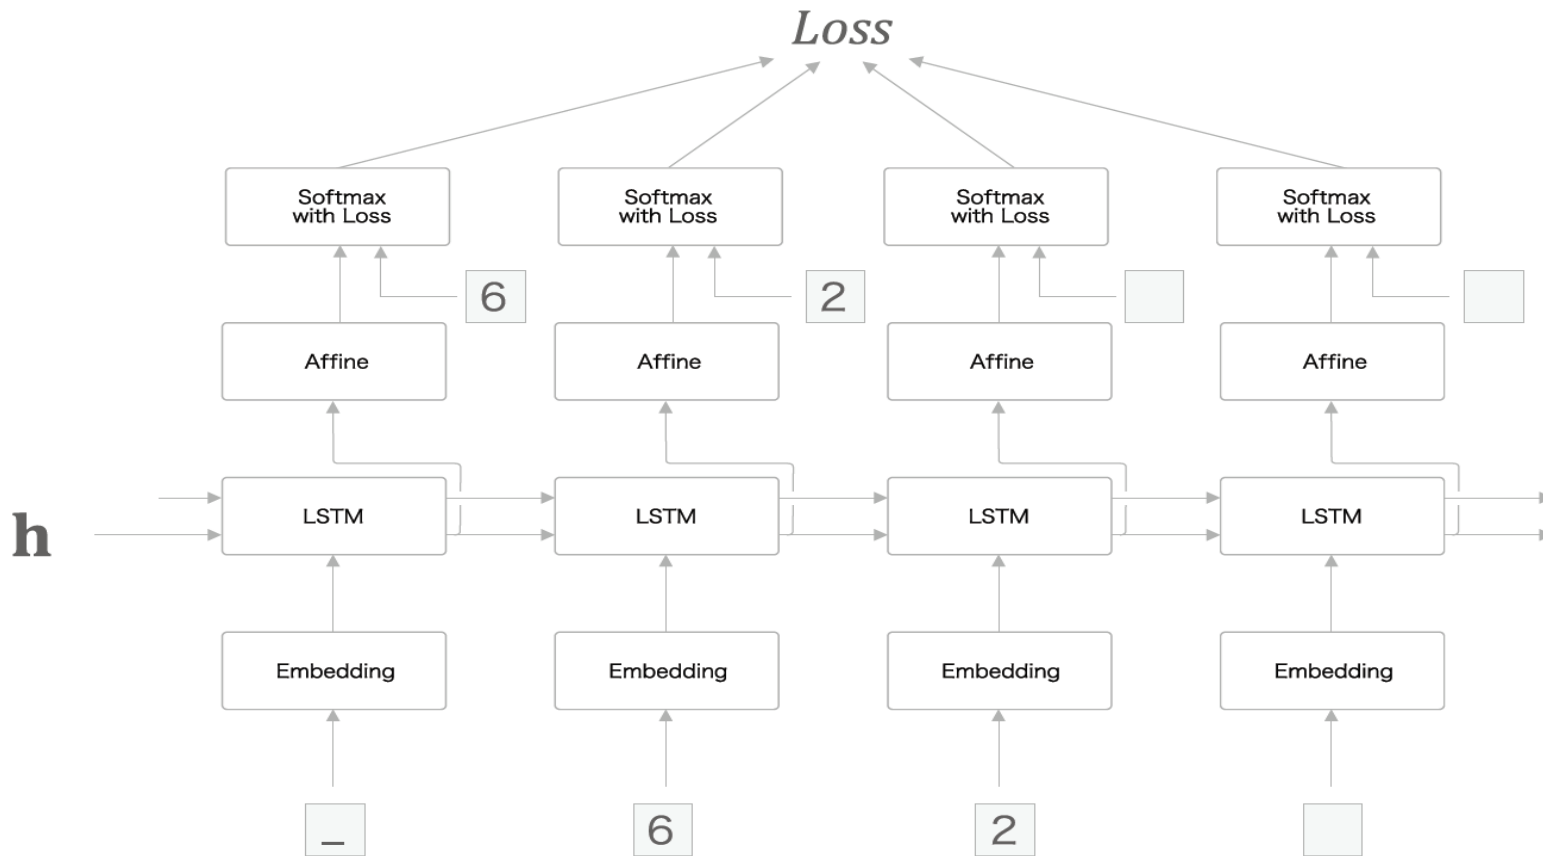 Loss
Softmax
with Loss
Softmax
with Loss
Softmax
with Loss
Softmax
with Loss
6
2
Affine
Affine
Affine
Affine
h
LSTM
LSTM
LSTM
LSTM
Embedding
Embedding
Embedding
Embedding
_
6
2